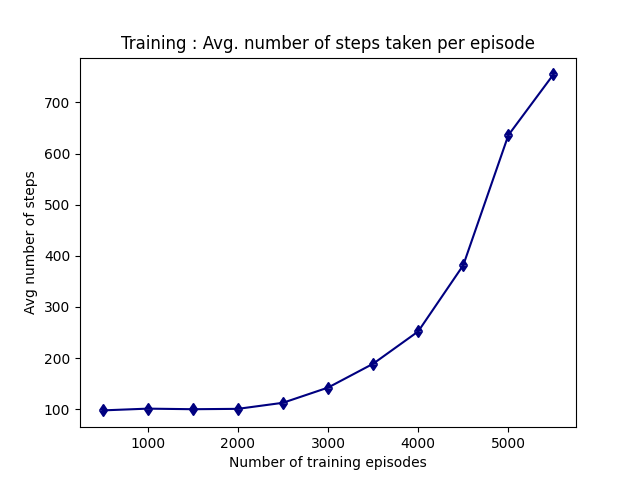 Training : Avg. number of steps taken per episode
700
600
500
400
300
200
100
Avg number of steps
1000 2000 3000 4000 5000
Number of training episodes